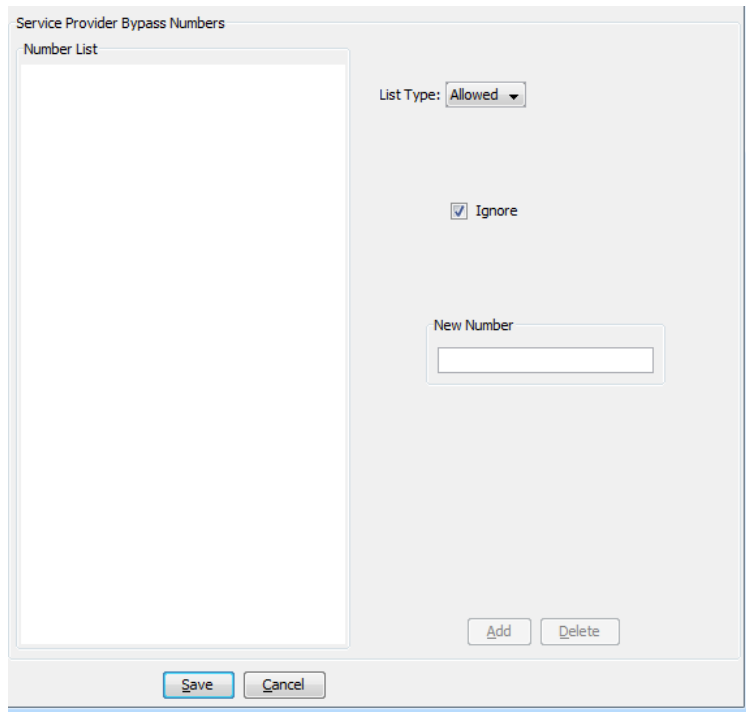 Service Provider Bypass Numbers
Number List
List Type: Allowed
Ignore
New Number
Add Delete
Save Cancel